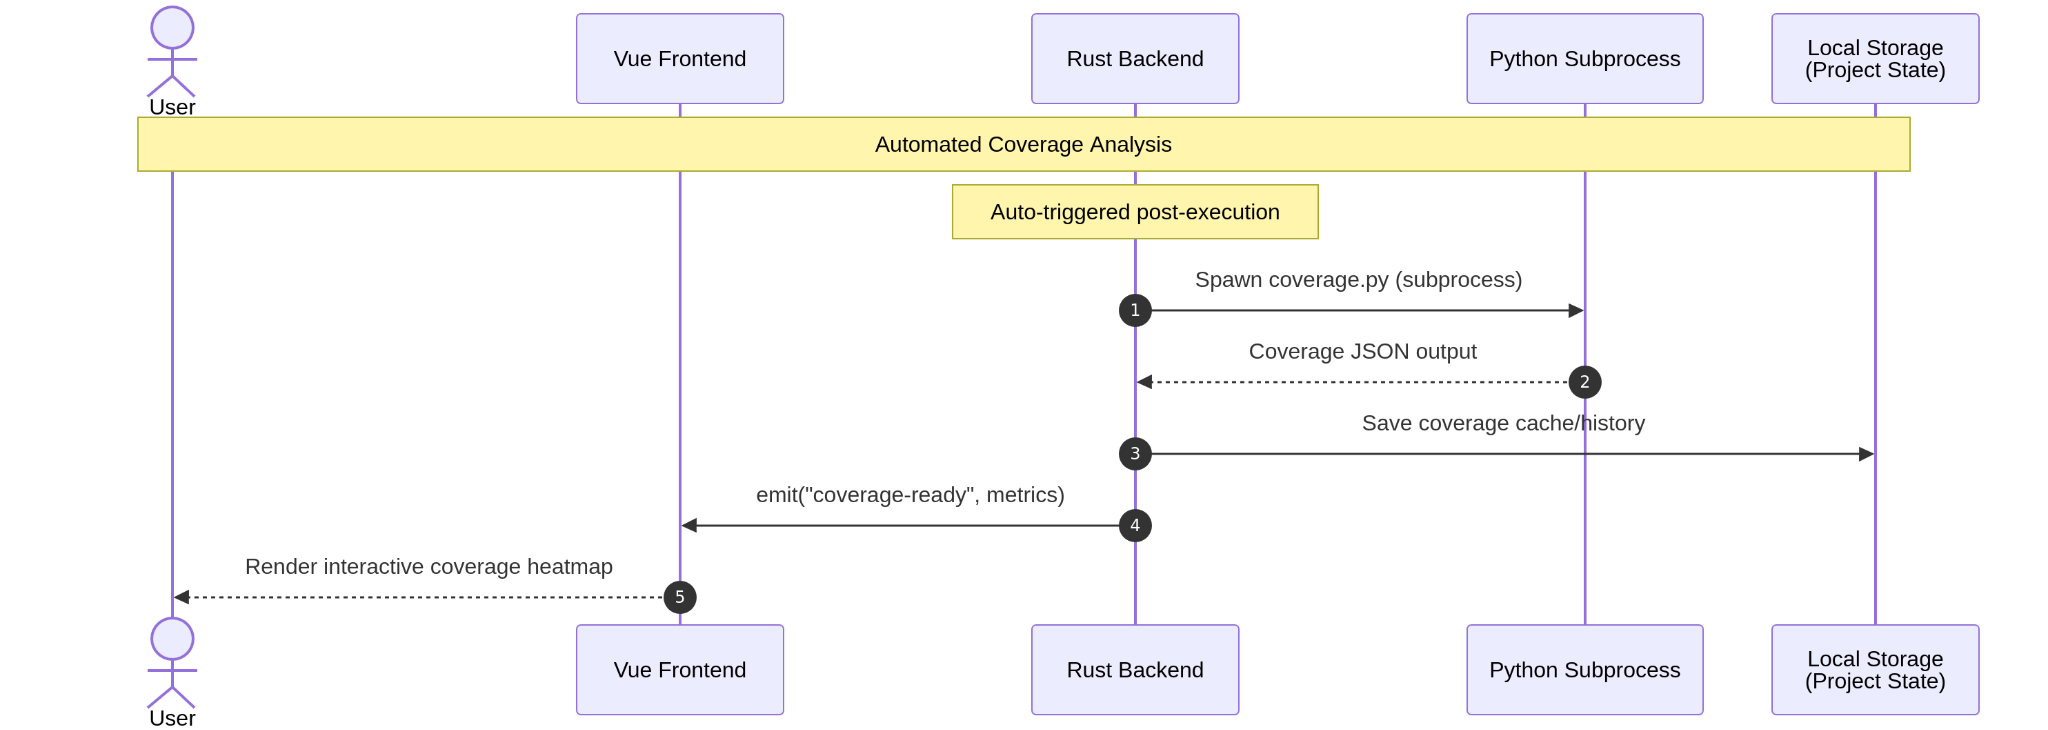 User
Vue Frontend
Rust Backend
Python Subprocess
Local Storage
(Project State)
Automated Coverage Analysis
Auto-triggered post-execution
Spawn coverage.py (subprocess)
1
Coverage JSON output
2
Save coverage cache/history
3
emit("coverage-ready", metrics)
4
Render interactive coverage heatmap
5
User
Vue Frontend
Rust Backend
Python Subprocess
Local Storage
(Project State)